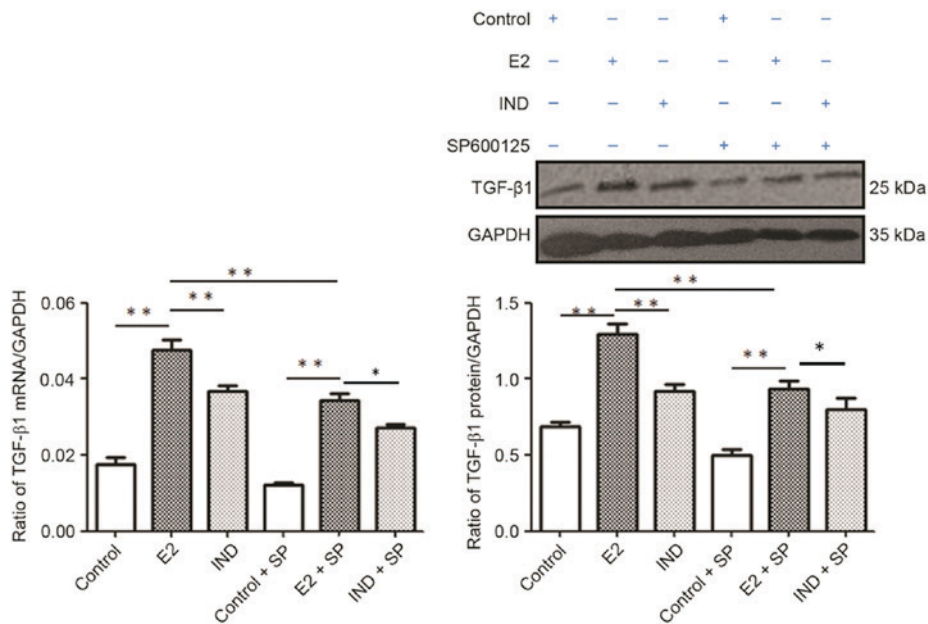 Control + − − + − −
E2 − + − − + −
IND − − + − − +
SP600125 − − − + + +
TGF-β1 25 kDa
GAPDH 35 kDa
Ratio of TGF-β1 mRNA/GAPDH
0.06
0.04
0.02
0.00
** ** ** ** *
Control E2 IND Control + SP E2 + SP IND + SP
Ratio of TGF-β1 protein/GAPDH
1.5
1.0
0.5
0.0
** ** ** ** *
Control E2 IND Control + SP E2 + SP IND + SP